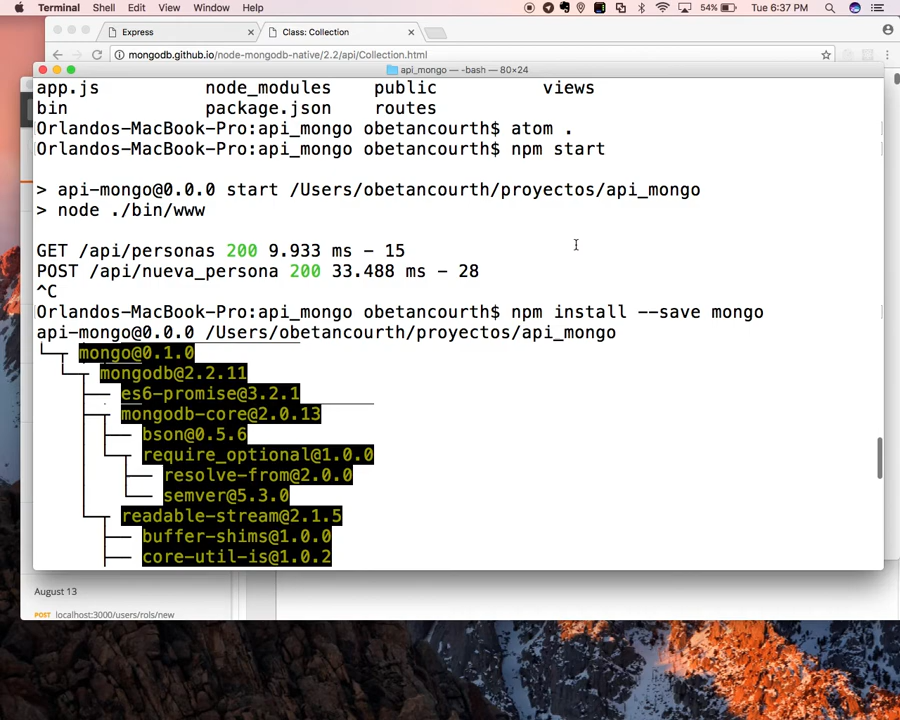 Terminal Shell Edit View Window Help 54% Tue 6:37 PM
Express Class: Collection
mongodb.github.io/node-mongodb-native/2.2/api/Collection.html
api_mongo — -bash — 80×24
app.js node_modules public views
bin package.json routes
Orlandos-MacBook-Pro:api_mongo obetancourth$ atom .
Orlandos-MacBook-Pro:api_mongo obetancourth$ npm start
> api-mongo@0.0.0 start /Users/obetancourth/proyectos/api_mongo
> node ./bin/www
GET /api/personas 200 9.933 ms - 15
POST /api/nueva_persona 200 33.488 ms - 28
^C
Orlandos-MacBook-Pro:api_mongo obetancourth$ npm install --save mongo
api-mongo@0.0.0 /Users/obetancourth/proyectos/api_mongo
└─┬ mongo@0.1.0
└─┬ mongodb@2.2.11
├── es6-promise@3.2.1
├─┬ mongodb-core@2.0.13
│ ├── bson@0.5.6
│ └─┬ require_optional@1.0.0
│ ├── resolve-from@2.0.0
│ └── semver@5.3.0
└─┬ readable-stream@2.1.5
├── buffer-shims@1.0.0
├── core-util-is@1.0.2
August 13
POST localhost:3000/users/rols/new